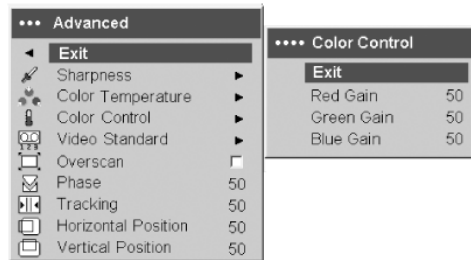 Advanced
Exit
Sharpness
Color Temperature
Color Control
Video Standard
Overscan
Phase 50
Tracking 50
Horizontal Position 50
Vertical Position 50
Color Control
Exit
Red Gain 50
Green Gain 50
Blue Gain 50